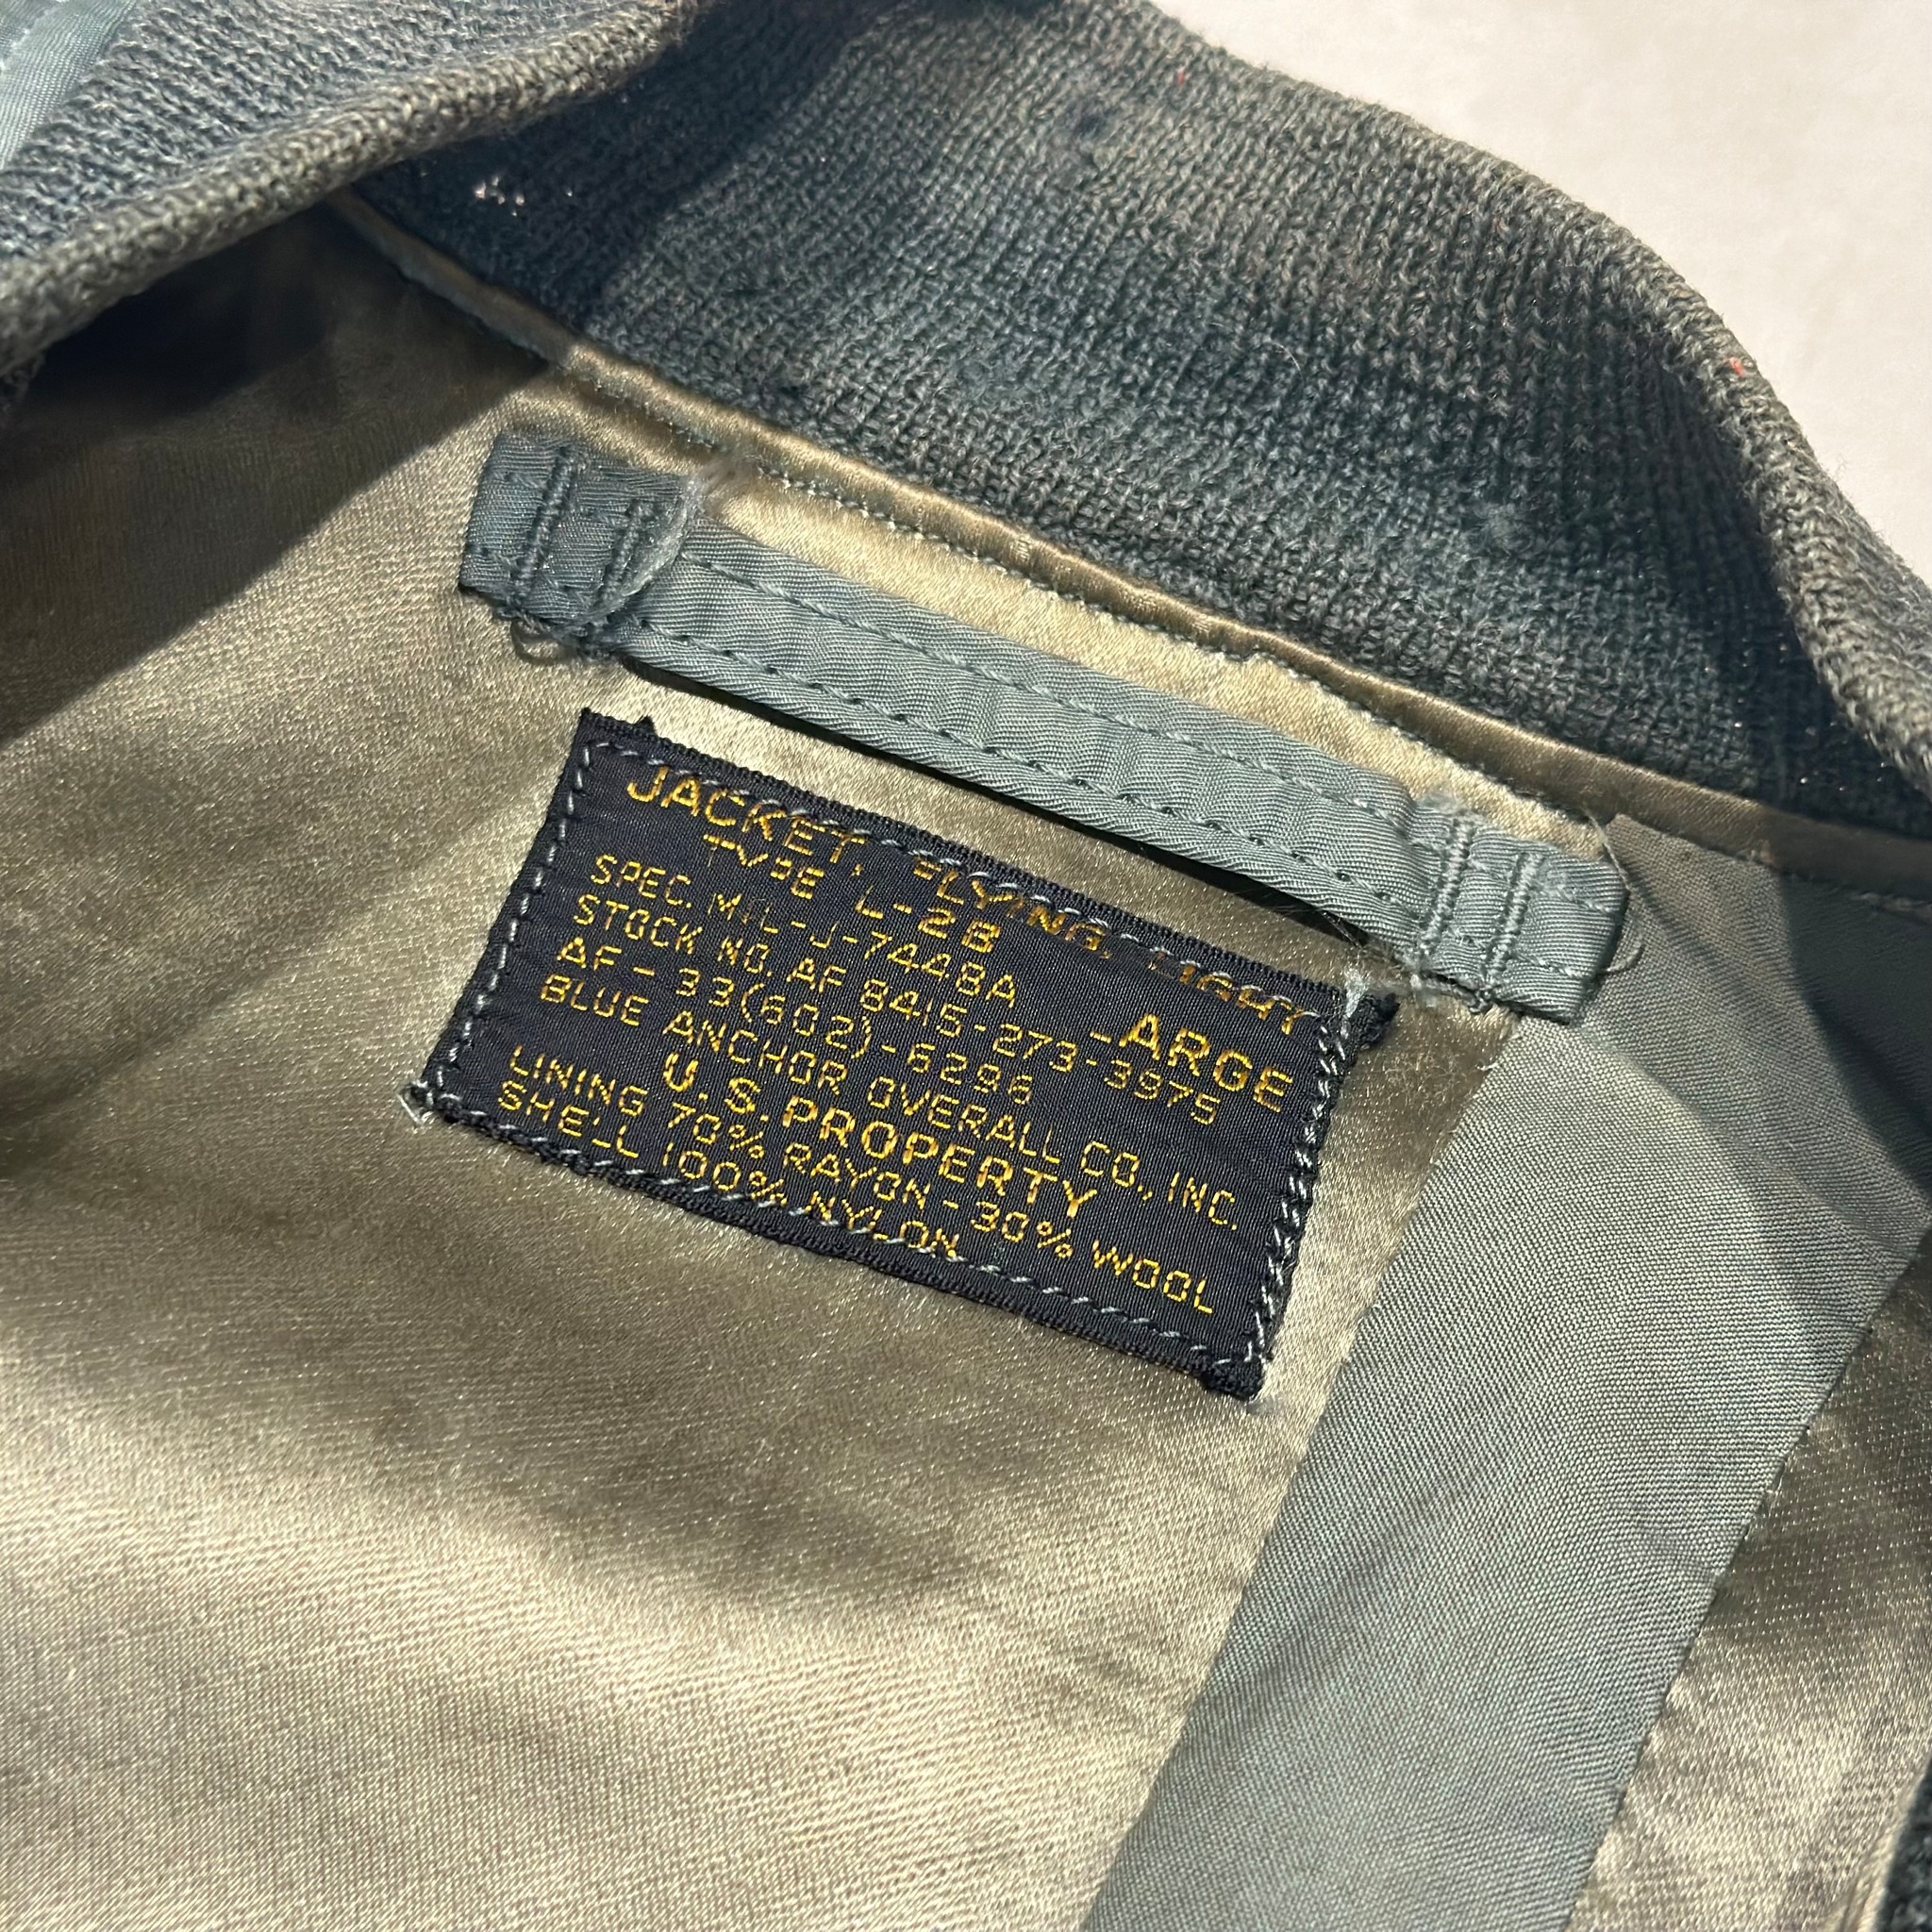 JACKET, FLYING, LIGHT
TYPE L-2B
LARGE
SPEC. MIL-J-7448A
STOCK NO. AF 8415-273-3975
AF-33(602)-6296
BLUE ANCHOR OVERALL CO., INC.
U.S. PROPERTY
LINING 70% RAYON-30% WOOL
SHELL 100% NYLON